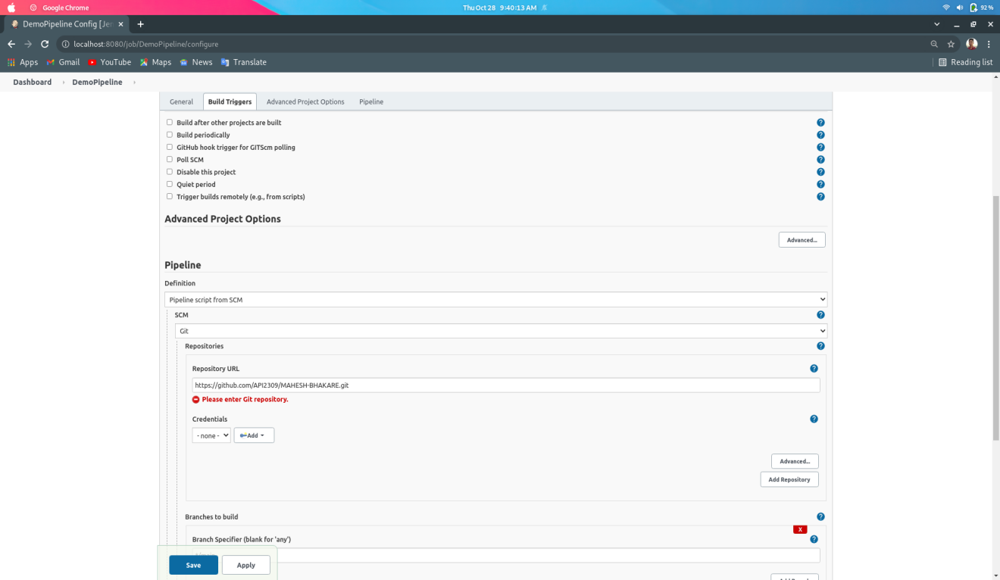 Google Chrome
Thu Oct 28 9:40:13 AM
92 %
DemoPipeline Config [Jen
localhost:8080/job/DemoPipeline/configure
Apps Gmail YouTube Maps News Translate
Reading list
Dashboard DemoPipeline
General Build Triggers Advanced Project Options Pipeline
Build after other projects are built
Build periodically
GitHub hook trigger for GITScm polling
Poll SCM
Disable this project
Quiet period
Trigger builds remotely (e.g., from scripts)
Advanced Project Options
Advanced...
Pipeline
Definition
Pipeline script from SCM
SCM
Git
Repositories
Repository URL
https://github.com/API2309/MAHESH-BHAKARE.git
Please enter Git repository.
Credentials
- none - Add
Advanced...
Add Repository
Branches to build
X
Branch Specifier (blank for 'any')
Save Apply